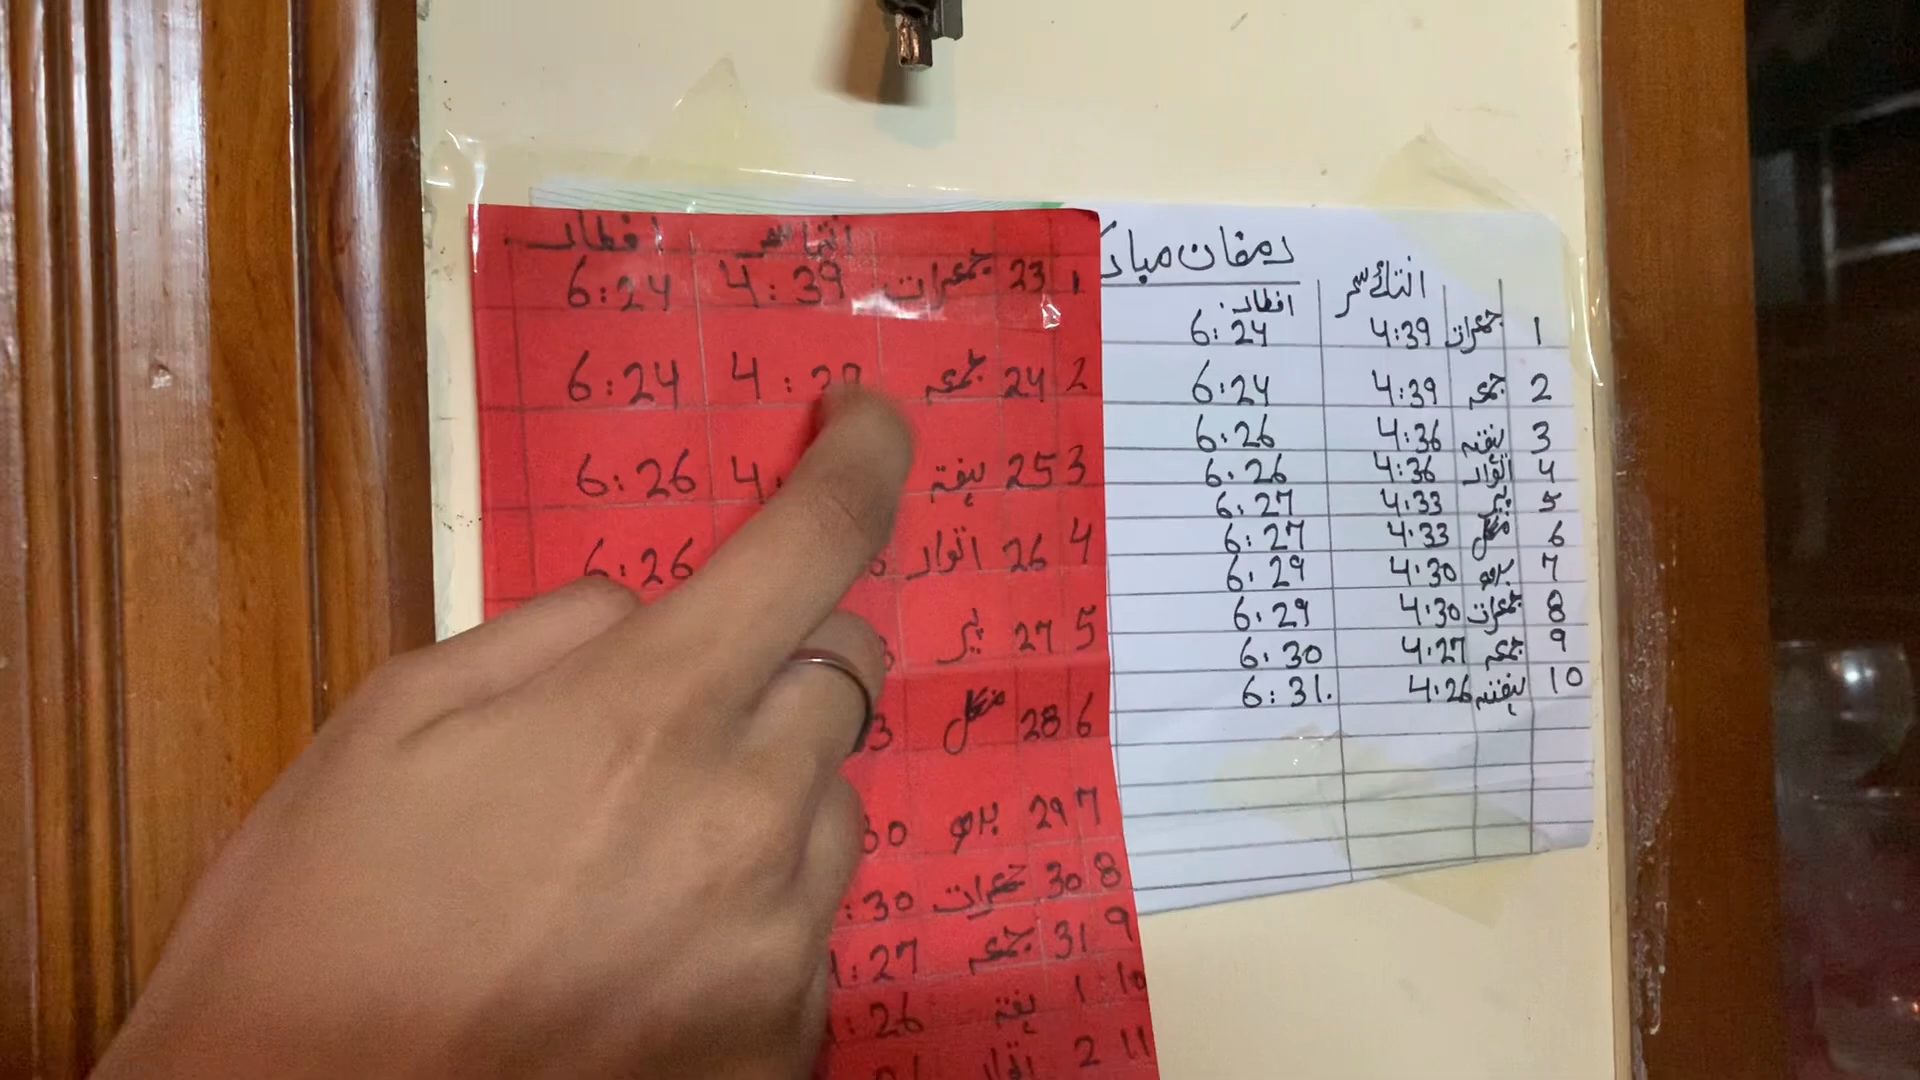 افطار انتہائے سحر
1 23 جمعرات 4:39 6:24
2 24 جمعہ 4:39 6:24
3 25 ہفتہ 4: 6:26
4 26 اتوار 6:26
5 27 پیر 3
6 28 منگل 3
7 29 بدھ 30
8 30 جمعرات :30
9 31 جمعہ :27
10 1 ہفتہ :26
11 2 اتوار
رمضان مبارک
انتہائے سحر افطار
1 جمعرات 4:39 6:24
2 جمعہ 4:39 6:24
3 ہفتہ 4:36 6:26
4 اتوار 4:36 6:26
5 پیر 4:33 6:27
6 منگل 4:33 6:27
7 بدھ 4:30 6:29
8 جمعرات 4:30 6:29
9 جمعہ 4:27 6:30
10 ہفتہ 4:26 6:31